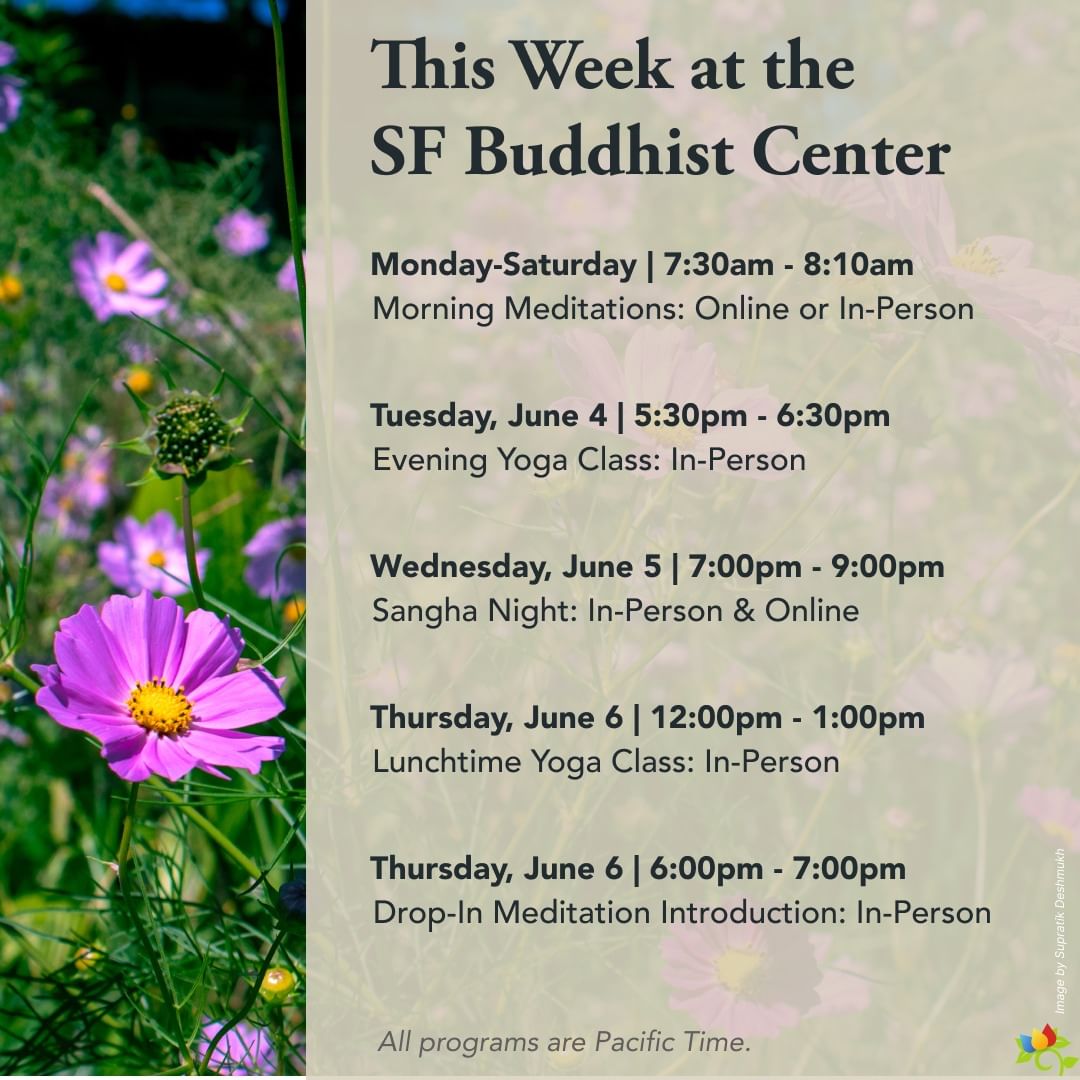 This Week at the
SF Buddhist Center
Monday-Saturday | 7:30am - 8:10am
Morning Meditations: Online or In-Person
Tuesday, June 4 | 5:30pm - 6:30pm
Evening Yoga Class: In-Person
Wednesday, June 5 | 7:00pm - 9:00pm
Sangha Night: In-Person & Online
Thursday, June 6 | 12:00pm - 1:00pm
Lunchtime Yoga Class: In-Person
Thursday, June 6 | 6:00pm - 7:00pm
Drop-In Meditation Introduction: In-Person
All programs are Pacific Time.
Image by Supratik Deshmukh